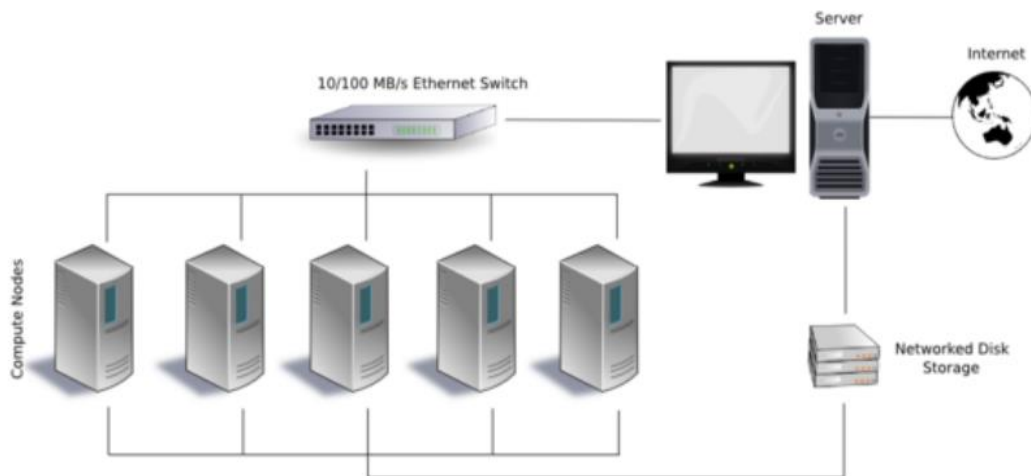 Server
Internet
10/100 MB/s Ethernet Switch
Compute Nodes
Networked Disk
Storage